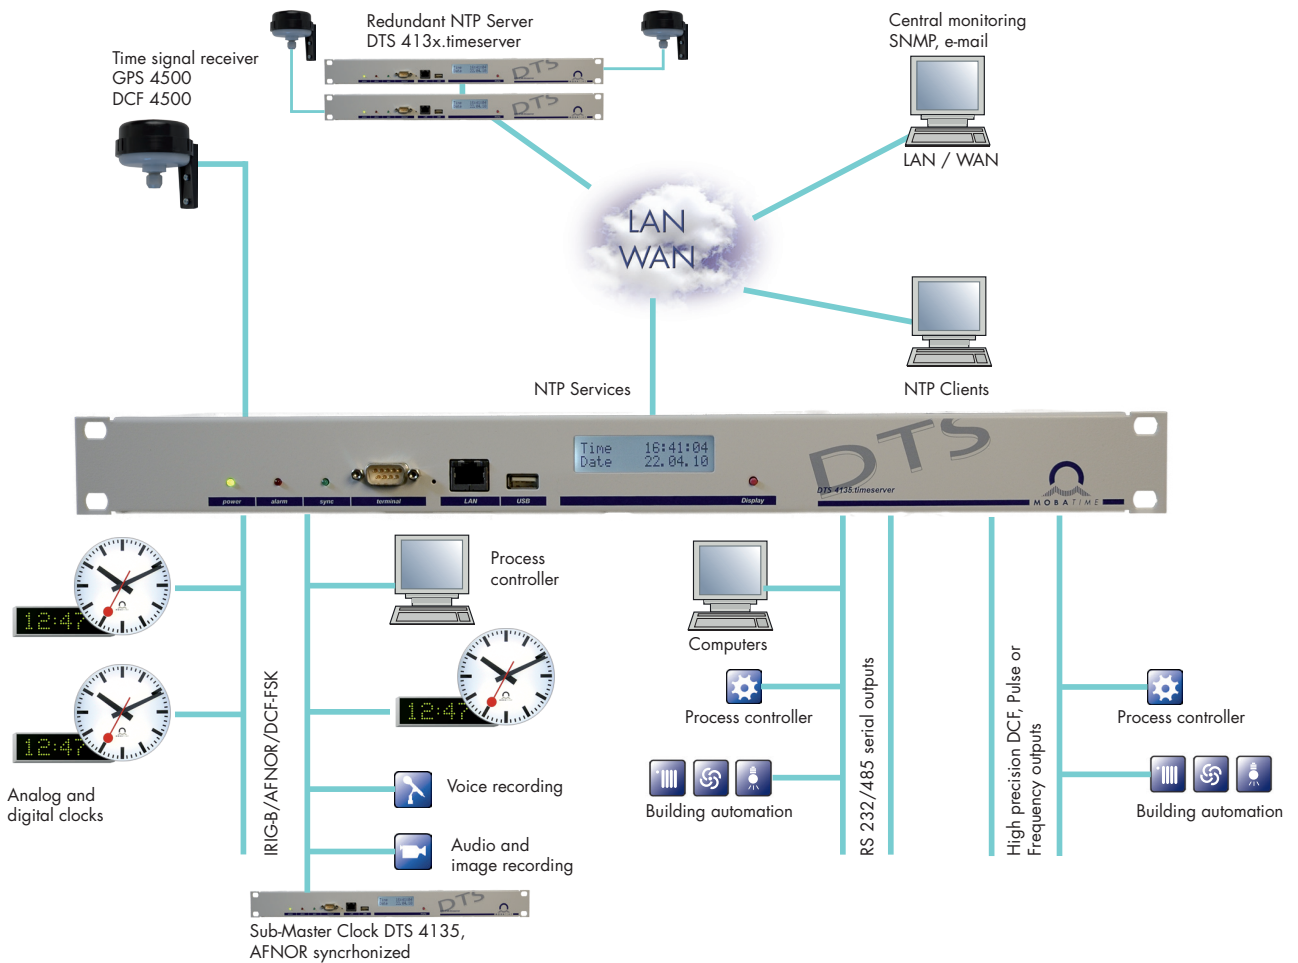 Redundant NTP Server
DTS 413x.timeserver
Central monitoring
SNMP, e-mail
Time signal receiver
GPS 4500
DCF 4500
DTS
DTS
LAN / WAN
LAN
WAN
NTP Services
NTP Clients
Time 16:41:04
Date 22.04.10
DTS
DTS 4135.timeserver
power
alarm
sync
terminal
LAN
USB
Display
MOBATIME
Process
controller
12:47
Computers
12:47
Process controller
Process controller
12:47
Building automation
Building automation
Analog and
digital clocks
Voice recording
Audio and
image recording
IRIG-B/AFNOR/DCF-FSK
RS 232/485 serial outputs
High precision DCF, Pulse or
Frequency outputs
DTS
Sub-Master Clock DTS 4135,
AFNOR syncrhonized